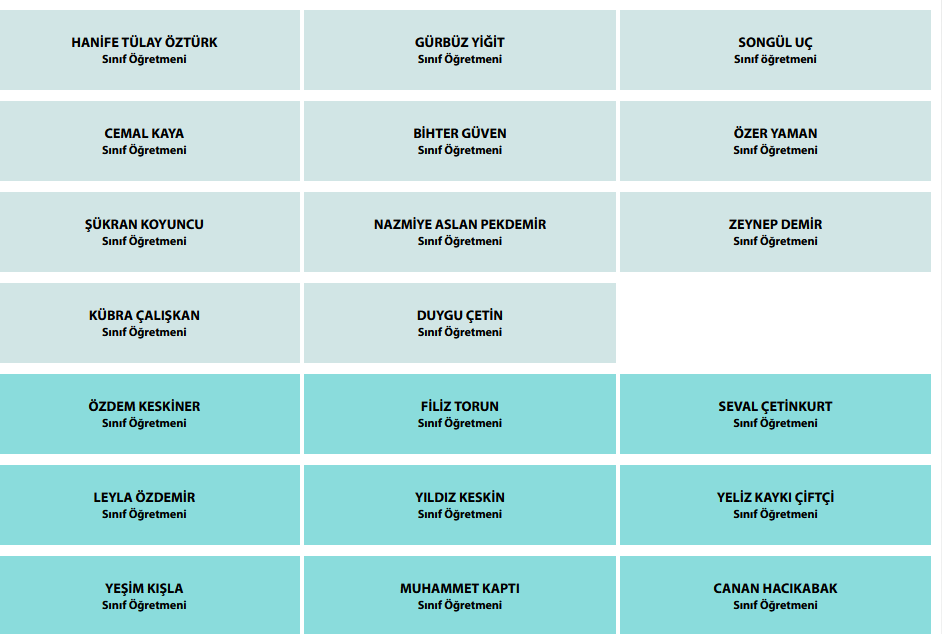 HANİFE TÜLAY ÖZTÜRK
Sınıf Öğretmeni
GÜRBÜZ YİĞİT
Sınıf Öğretmeni
SONGÜL UÇ
Sınıf öğretmeni
CEMAL KAYA
Sınıf Öğretmeni
BİHTER GÜVEN
Sınıf Öğretmeni
ÖZER YAMAN
Sınıf Öğretmeni
ŞÜKRAN KOYUNCU
Sınıf Öğretmeni
NAZMİYE ASLAN PEKDEMİR
Sınıf Öğretmeni
ZEYNEP DEMİR
Sınıf Öğretmeni
KÜBRA ÇALIŞKAN
Sınıf Öğretmeni
DUYGU ÇETİN
Sınıf Öğretmeni
ÖZDEM KESKİNER
Sınıf Öğretmeni
FİLİZ TORUN
Sınıf Öğretmeni
SEVAL ÇETİNKURT
Sınıf Öğretmeni
LEYLA ÖZDEMİR
Sınıf Öğretmeni
YILDIZ KESKİN
Sınıf Öğretmeni
YELİZ KAYKI ÇİFTÇİ
Sınıf Öğretmeni
YEŞİM KIŞLA
Sınıf Öğretmeni
MUHAMMET KAPTI
Sınıf Öğretmeni
CANAN HACIKABAK
Sınıf Öğretmeni